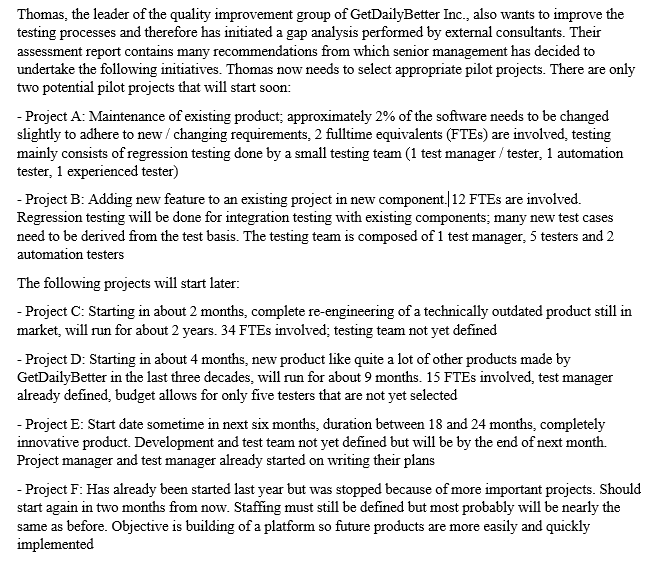 Thomas, the leader of the quality improvement group of GetDailyBetter Inc., also wants to improve the
testing processes and therefore has initiated a gap analysis performed by external consultants. Their
assessment report contains many recommendations from which senior management has decided to
undertake the following initiatives. Thomas now needs to select appropriate pilot projects. There are only
two potential pilot projects that will start soon:
- Project A: Maintenance of existing product; approximately 2% of the software needs to be changed
slightly to adhere to new / changing requirements, 2 fulltime equivalents (FTEs) are involved, testing
mainly consists of regression testing done by a small testing team (1 test manager / tester, 1 automation
tester, 1 experienced tester)
- Project B: Adding new feature to an existing project in new component. 12 FTEs are involved.
Regression testing will be done for integration testing with existing components; many new test cases
need to be derived from the test basis. The testing team is composed of 1 test manager, 5 testers and 2
automation testers
The following projects will start later:
- Project C: Starting in about 2 months, complete re-engineering of a technically outdated product still in
market, will run for about 2 years. 34 FTEs involved; testing team not yet defined
- Project D: Starting in about 4 months, new product like quite a lot of other products made by
GetDailyBetter in the last three decades, will run for about 9 months. 15 FTEs involved, test manager
already defined, budget allows for only five testers that are not yet selected
- Project E: Start date sometime in next six months, duration between 18 and 24 months, completely
innovative product. Development and test team not yet defined but will be by the end of next month.
Project manager and test manager already started on writing their plans
- Project F: Has already been started last year but was stopped because of more important projects. Should
start again in two months from now. Staffing must still be defined but most probably will be nearly the
same as before. Objective is building of a platform so future products are more easily and quickly
implemented